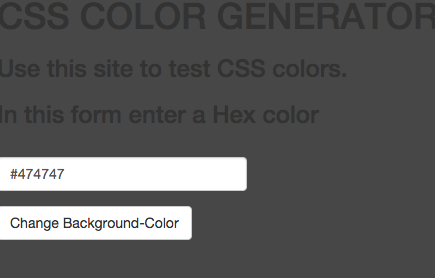 CSS COLOR GENERATOR
Use this site to test CSS colors.
In this form enter a Hex color
#474747
Change Background-Color